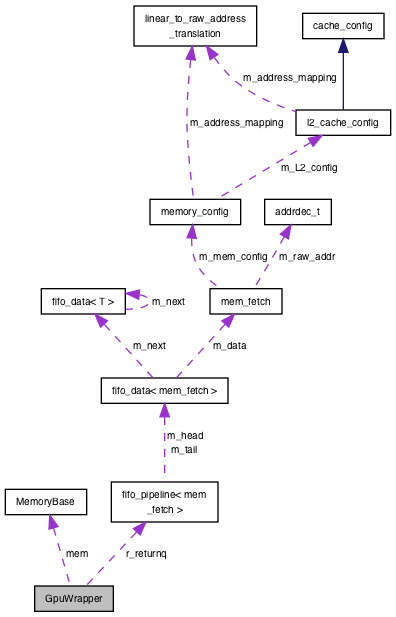 linear_to_raw_address
_translation
cache_config
m_address_mapping
m_address_mapping
l2_cache_config
m_L2_config
memory_config
addrdec_t
m_mem_config
m_raw_addr
fifo_data< T >
m_next
mem_fetch
m_next
m_data
fifo_data< mem_fetch >
m_head
m_tail
fifo_pipeline< mem
_fetch >
MemoryBase
mem
r_returnq
GpuWrapper